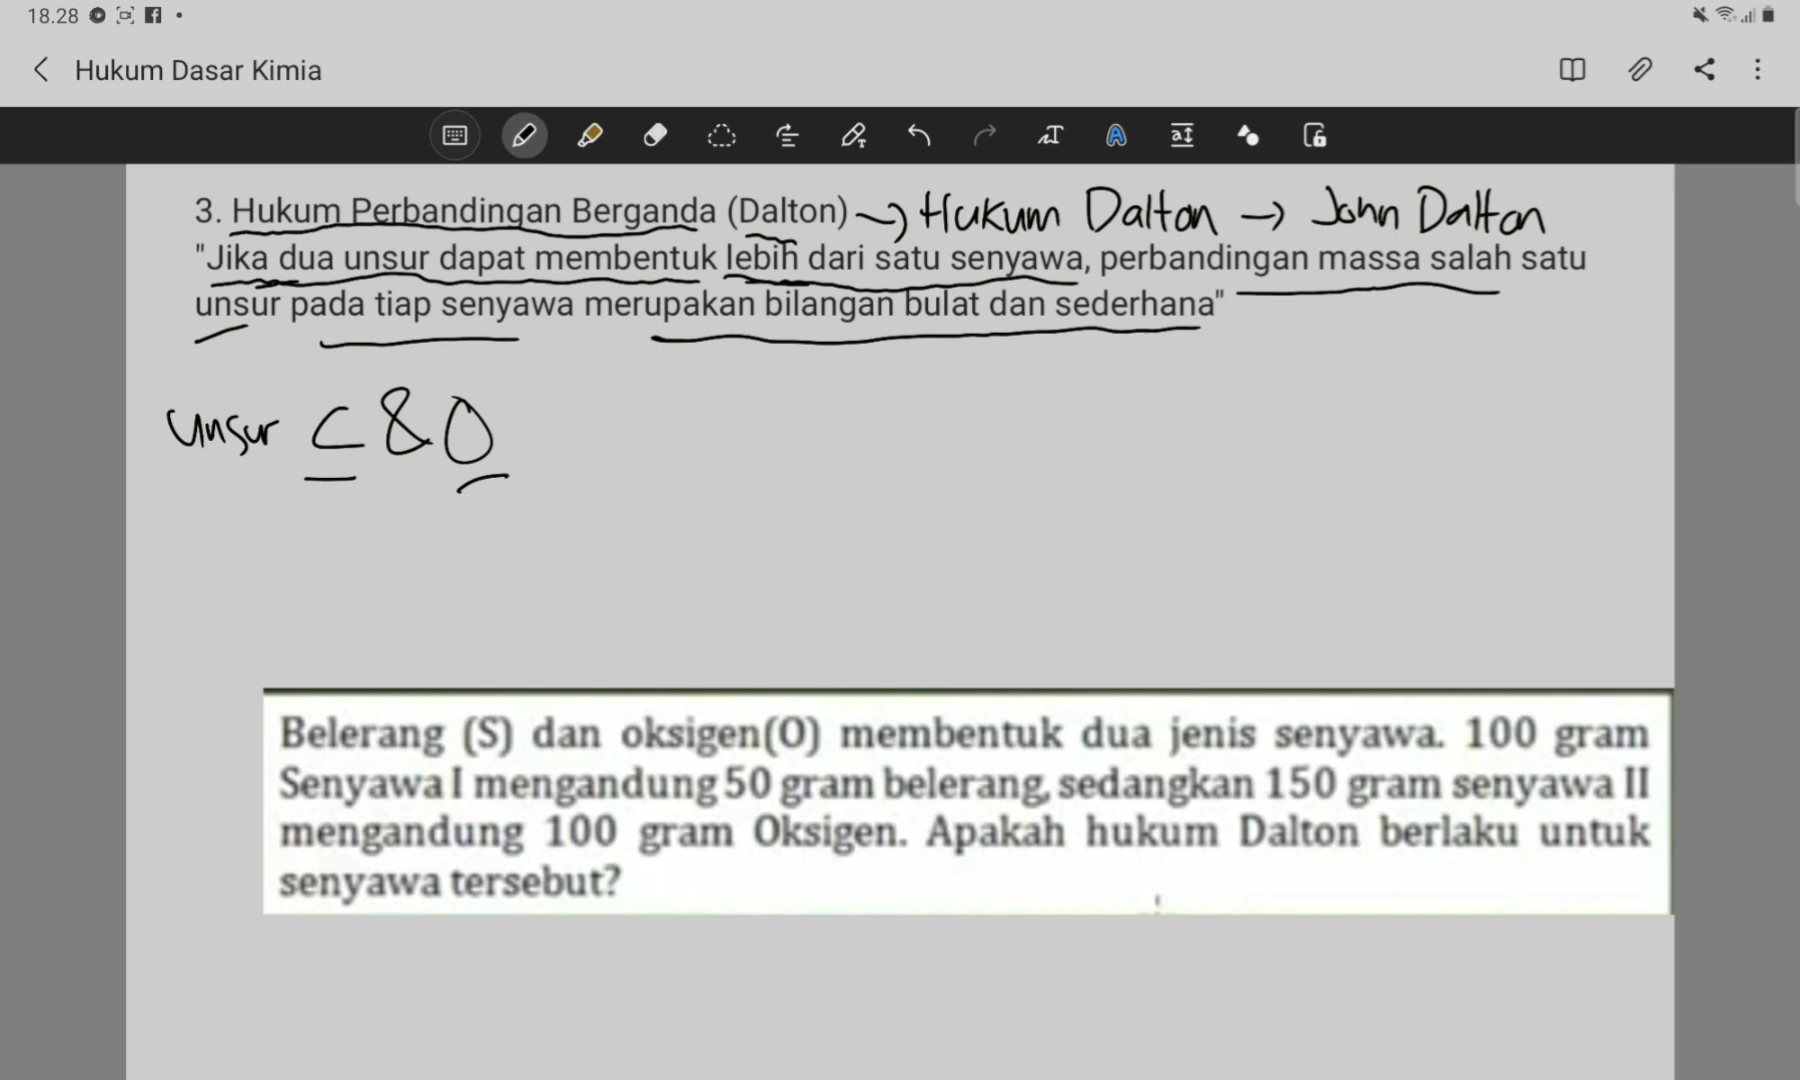 18.28
Hukum Dasar Kimia
3. Hukum Perbandingan Berganda (Dalton) → Hukum Dalton → John Dalton
"Jika dua unsur dapat membentuk lebih dari satu senyawa, perbandingan massa salah satu
unsur pada tiap senyawa merupakan bilangan bulat dan sederhana"
Unsur C & O
Belerang (S) dan oksigen(O) membentuk dua jenis senyawa. 100 gram
Senyawa I mengandung 50 gram belerang, sedangkan 150 gram senyawa II
mengandung 100 gram Oksigen. Apakah hukum Dalton berlaku untuk
senyawa tersebut?